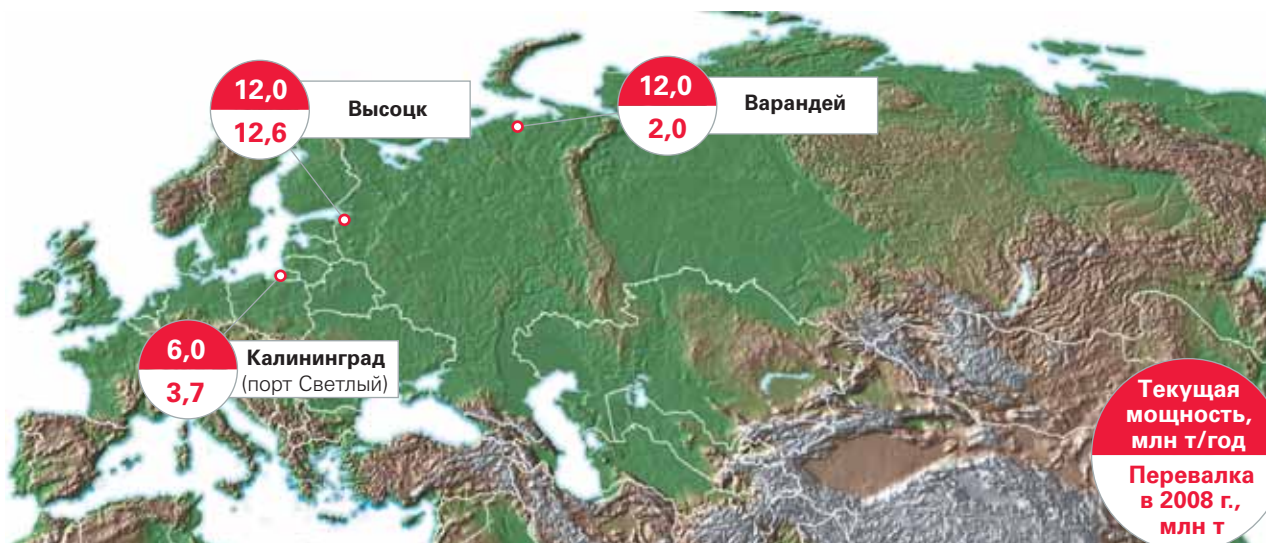 12,0
12,6
Высоцк
12,0
2,0
Варандей
6,0
3,7
Калининград
(порт Светлый)
Текущая
мощность,
млн т/год
Перевалка
в 2008 г.,
млн т